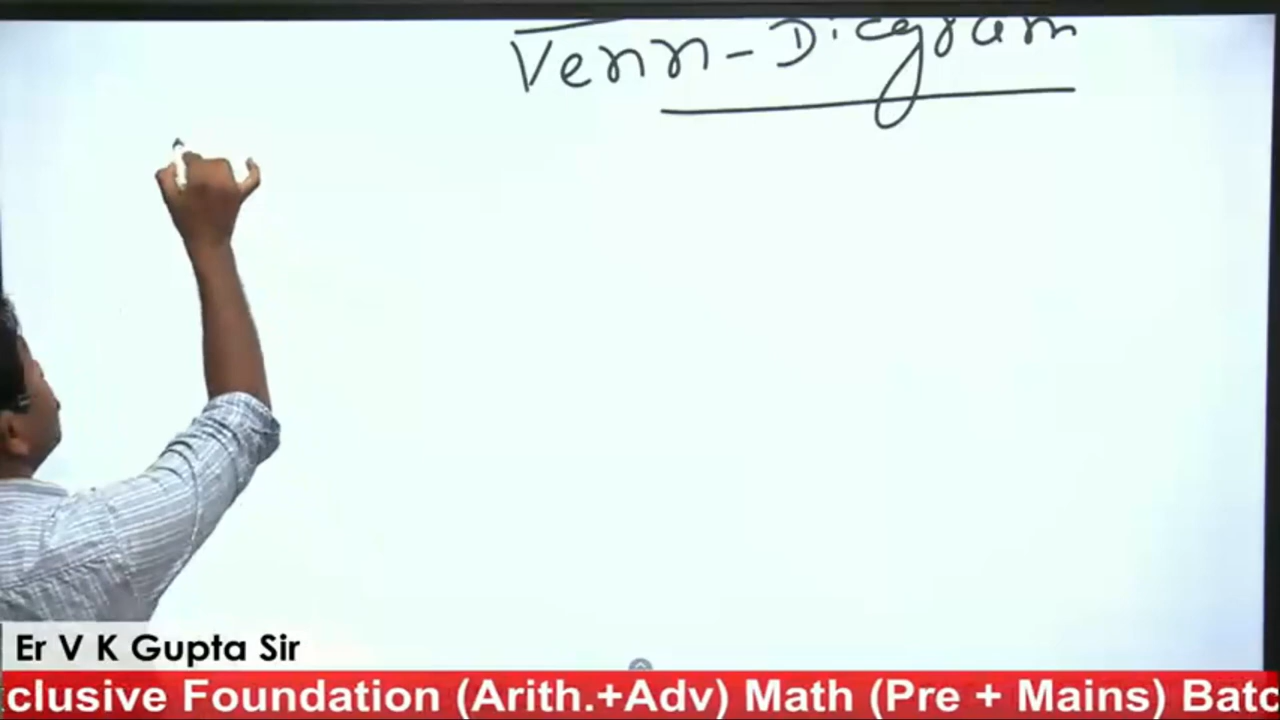 Venn-Diagram
Er V K Gupta Sir
clusive Foundation (Arith.+Adv) Math (Pre + Mains) Batc